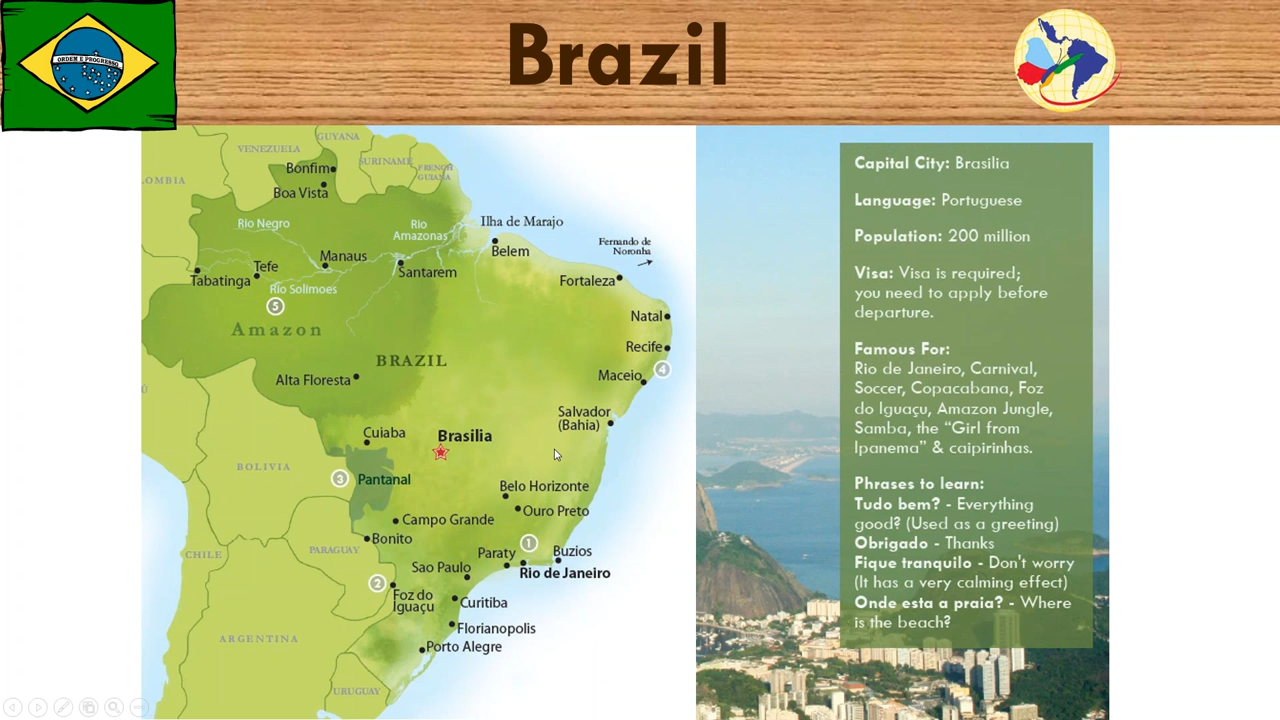 Brazil
ORDEM E PROGRESSO
GUYANA
VENEZUELA
SURINAME
FRENCH
GUIANA
LOMBIA
Bonfim
Boa Vista
Rio Negro
Rio
Amazonas
Ilha de Marajo
Belem
Fernando de
Noronha
Manaus
Tefe
Santarem
Tabatinga
Rio Solimoes
Fortaleza
5
Amazon
Natal
Recife
BRAZIL
4
Maceio
Alta Floresta
Ú
Salvador
(Bahia)
Cuiaba
Brasilia
BOLIVIA
3
Pantanal
Belo Horizonte
Ouro Preto
Campo Grande
Bonito
1
CHILE
PARAGUAY
Paraty
Buzios
Sao Paulo
Rio de Janeiro
2
Foz do
Iguaçu
Curitiba
Florianopolis
ARGENTINA
Porto Alegre
URUGUAY
Capital City: Brasilia
Language: Portuguese
Population: 200 million
Visa: Visa is required;
you need to apply before
departure.
Famous For:
Rio de Janeiro, Carnival,
Soccer, Copacabana, Foz
do Iguaçu, Amazon Jungle,
Samba, the “Girl from
Ipanema” & caipirinhas.
Phrases to learn:
Tudo bem? - Everything
good? (Used as a greeting)
Obrigado - Thanks
Fique tranquilo - Don't worry
(It has a very calming effect)
Onde esta a praia? - Where
is the beach?